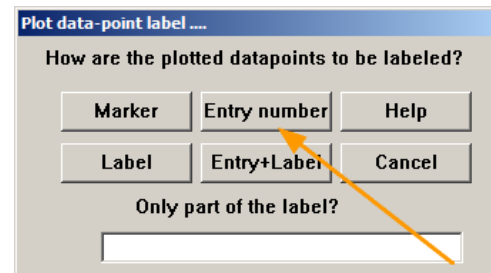 Plot data-point label ....
How are the plotted datapoints to be labeled?
Marker Entry number Help
Label Entry+Label Cancel
Only part of the label?